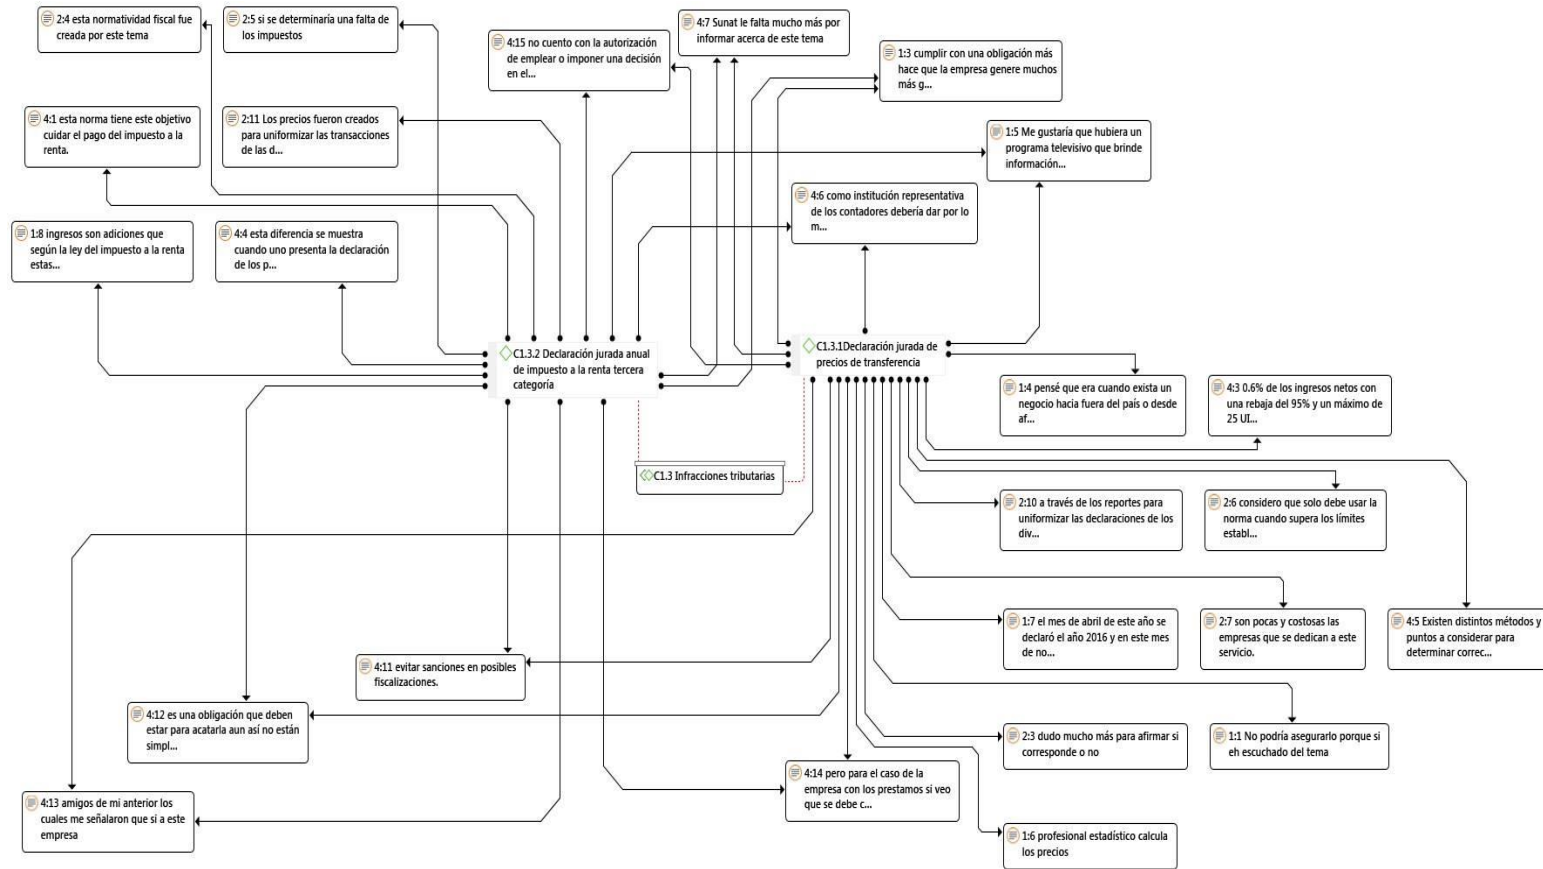 2:4 esta normatividad fiscal fue
creada por este tema
2:5 si se determinaría una falta de
los impuestos
4:15 no cuento con la autorización
de emplear o imponer una decisión
en el...
4:7 Sunat le falta mucho más por
informar acerca de este tema
1:3 cumplir con una obligación más
hace que la empresa genere muchos
más g...
4:1 esta norma tiene este objetivo
cuidar el pago del impuesto a la
renta.
2:11 Los precios fueron creados
para uniformizar las transacciones
de las d...
1:5 Me gustaría que hubiera un
programa televisivo que brinde
información...
4:6 como institución representativa
de los contadores debería dar por lo
m...
1:8 ingresos son adiciones que
según la ley del impuesto a la renta
estas...
4:4 esta diferencia se muestra
cuando uno presenta la declaración
de los p...
C1.3.2 Declaración jurada anual
de impuesto a la renta tercera
categoría
C1.3.1Declaración jurada de
precios de transferencia
1:4 pensé que era cuando exista un
negocio hacia fuera del país o desde
af...
4:3 0.6% de los ingresos netos con
una rebaja del 95% y un máximo de
25 UI...
C1.3 Infracciones tributarias
2:10 a través de los reportes para
uniformizar las declaraciones de los
div...
2:6 considero que solo debe usar la
norma cuando supera los límites
establ...
1:7 el mes de abril de este año se
declaró el año 2016 y en este mes
de no...
2:7 son pocas y costosas las
empresas que se dedican a este
servicio.
4:5 Existen distintos métodos y
puntos a considerar para
determinar correc...
4:11 evitar sanciones en posibles
fiscalizaciones.
4:12 es una obligación que deben
estar para acatarla aun así no están
simpl...
2:3 dudo mucho más para afirmar si
corresponde o no
1:1 No podría asegurarlo porque si
eh escuchado del tema
4:14 pero para el caso de la
empresa con los prestamos si veo
que se debe c...
4:13 amigos de mi anterior los
cuales me señalaron que si a este
empresa
1:6 profesional estadístico calcula
los precios